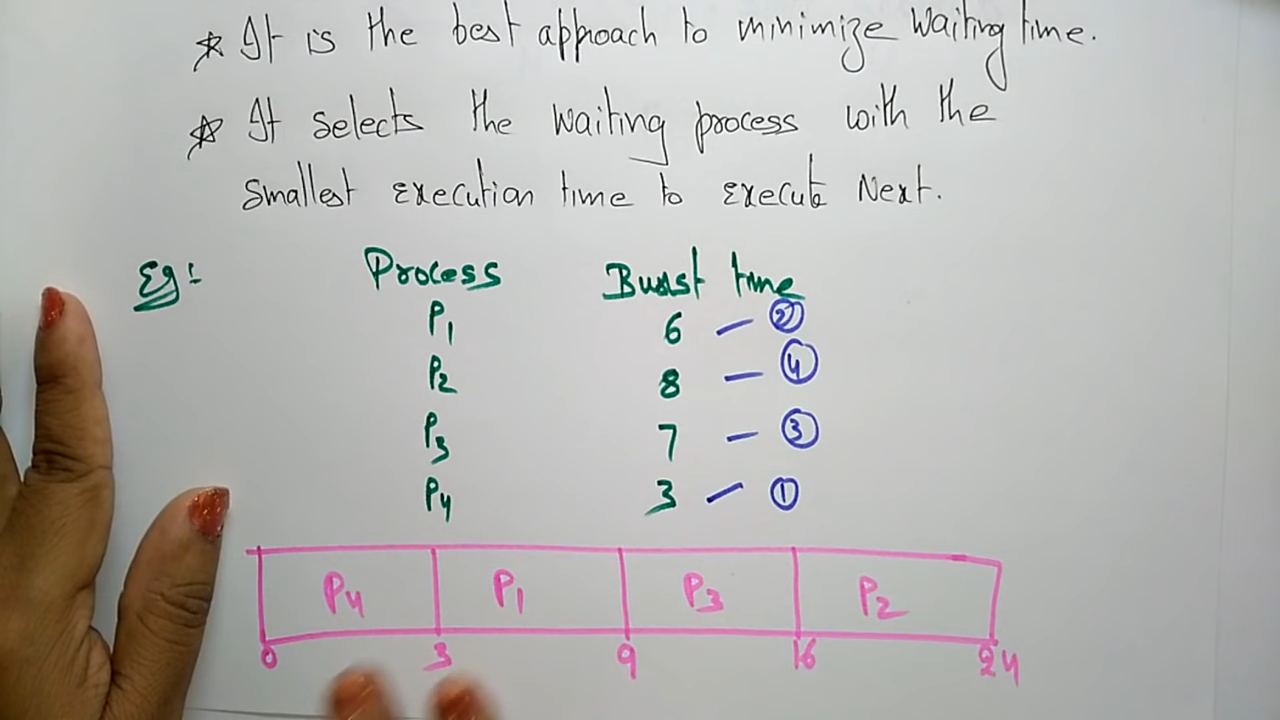 ☆ It is the best approach to minimize waiting time.
☆ It selects the waiting process with the
smallest execution time to execute Next.
Eg:
Process Burst time
P1 6 — ②
P2 8 — ④
P3 7 — ③
P4 3 — ①
P4 P1 P3 P2
0 3 9 16 24